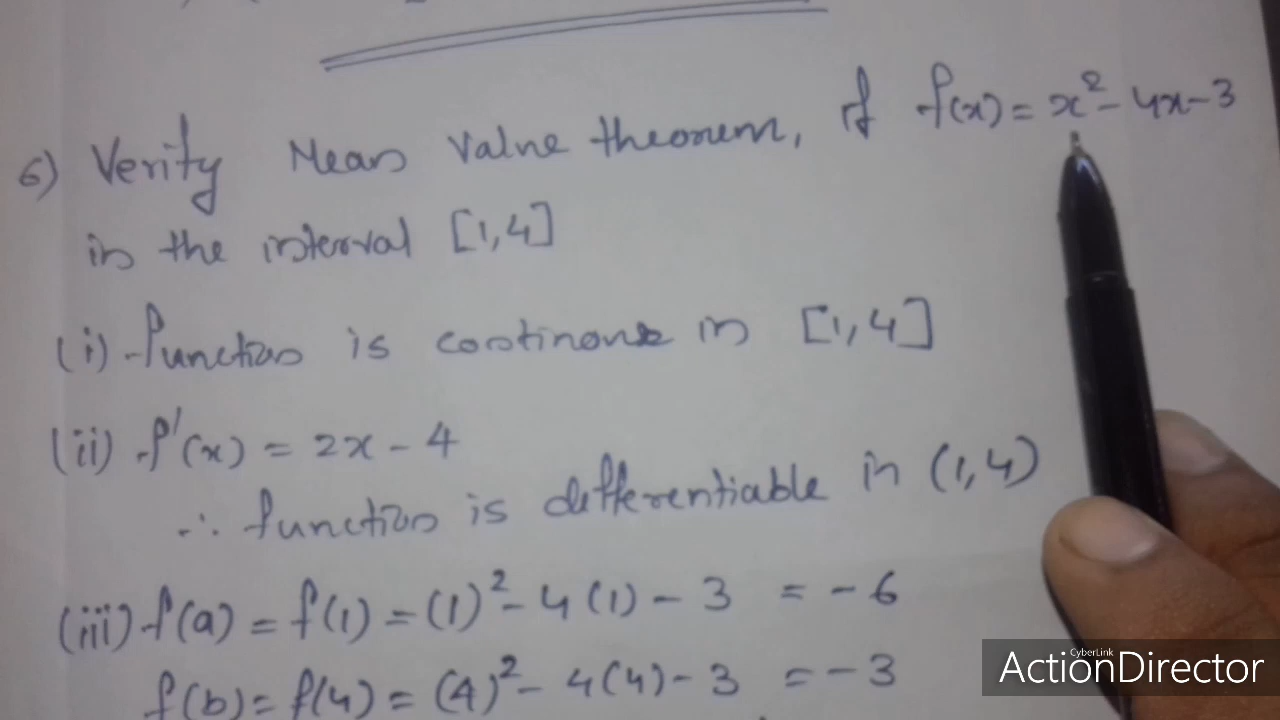 6) Verify Mean Value theorem, if f(x) = x² - 4x - 3
in the interval [1,4]
(i) function is continous in [1,4]
(ii) f'(x) = 2x - 4
∴ function is differentiable in (1,4)
(iii) f(a) = f(1) = (1)² - 4(1) - 3 = -6
f(b) = f(4) = (4)² - 4(4) - 3 = -3
CyberLink
ActionDirector